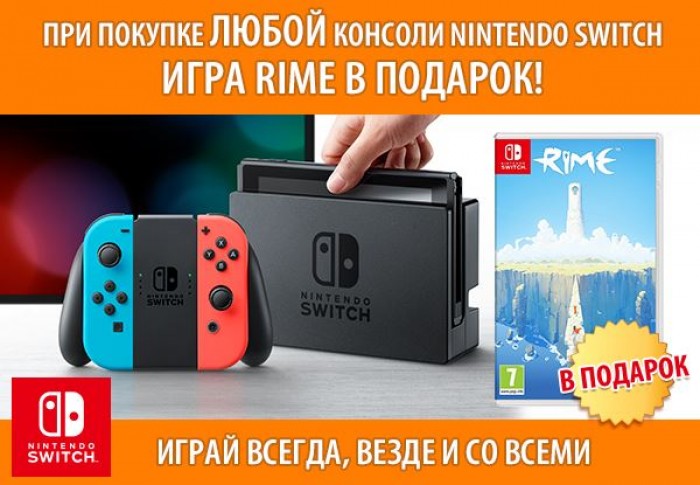 ПРИ ПОКУПКЕ ЛЮБОЙ КОНСОЛИ NINTENDO SWITCH
ИГРА RIME В ПОДАРОК!
NINTENDO
SWITCH
NINTENDO
SWITCH
RiME
7
В ПОДАРОК
NINTENDO
SWITCH
ИГРАЙ ВСЕГДА, ВЕЗДЕ И СО ВСЕМИ